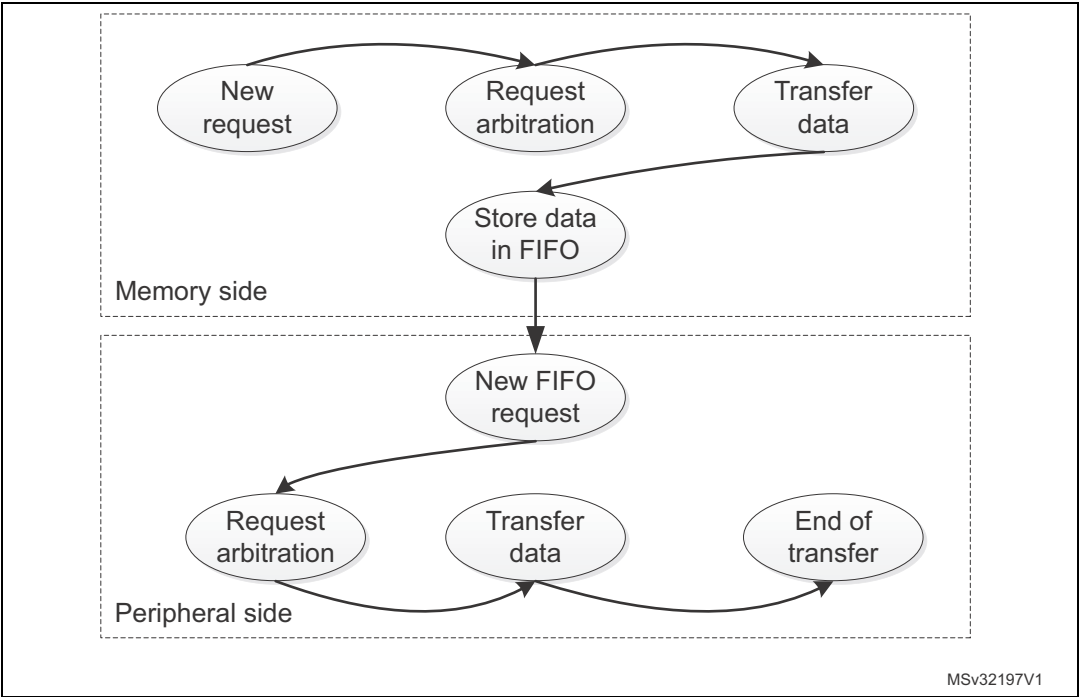 New
request
Request
arbitration
Transfer
data
Store data
in FIFO
Memory side
New FIFO
request
Request
arbitration
Transfer
data
End of
transfer
Peripheral side
MSv32197V1